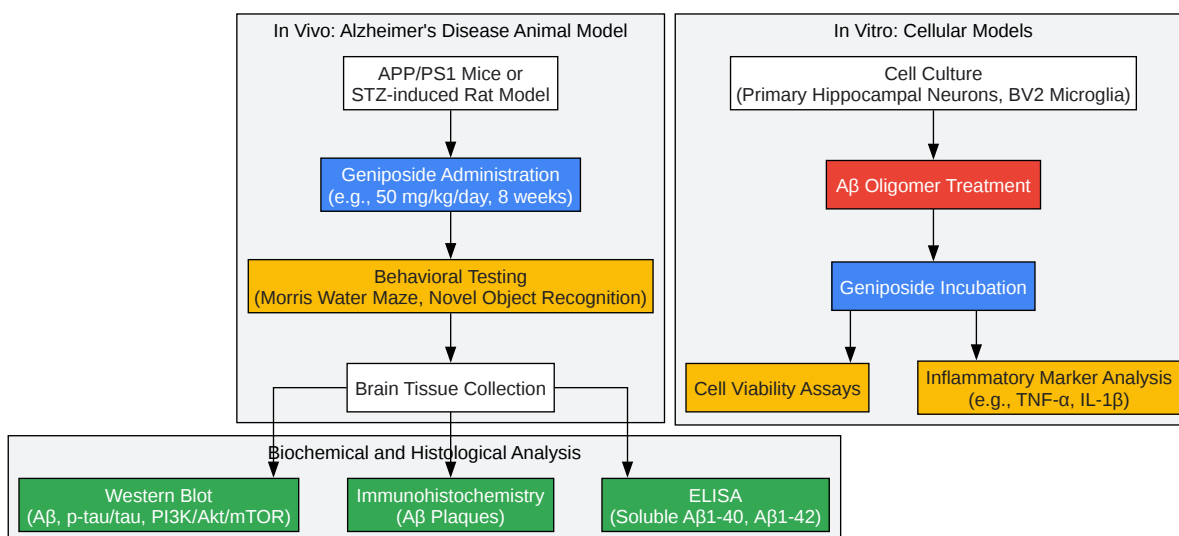 In Vivo: Alzheimer's Disease Animal Model
APP/PS1 Mice or
STZ-induced Rat Model
Geniposide Administration
(e.g., 50 mg/kg/day, 8 weeks)
Behavioral Testing
(Morris Water Maze, Novel Object Recognition)
Brain Tissue Collection
In Vitro: Cellular Models
Cell Culture
(Primary Hippocampal Neurons, BV2 Microglia)
Aβ Oligomer Treatment
Geniposide Incubation
Cell Viability Assays
Inflammatory Marker Analysis
(e.g., TNF-α, IL-1β)
Biochemical and Histological Analysis
Western Blot
(Aβ, p-tau/tau, PI3K/Akt/mTOR)
Immunohistochemistry
(Aβ Plaques)
ELISA
(Soluble Aβ1-40, Aβ1-42)